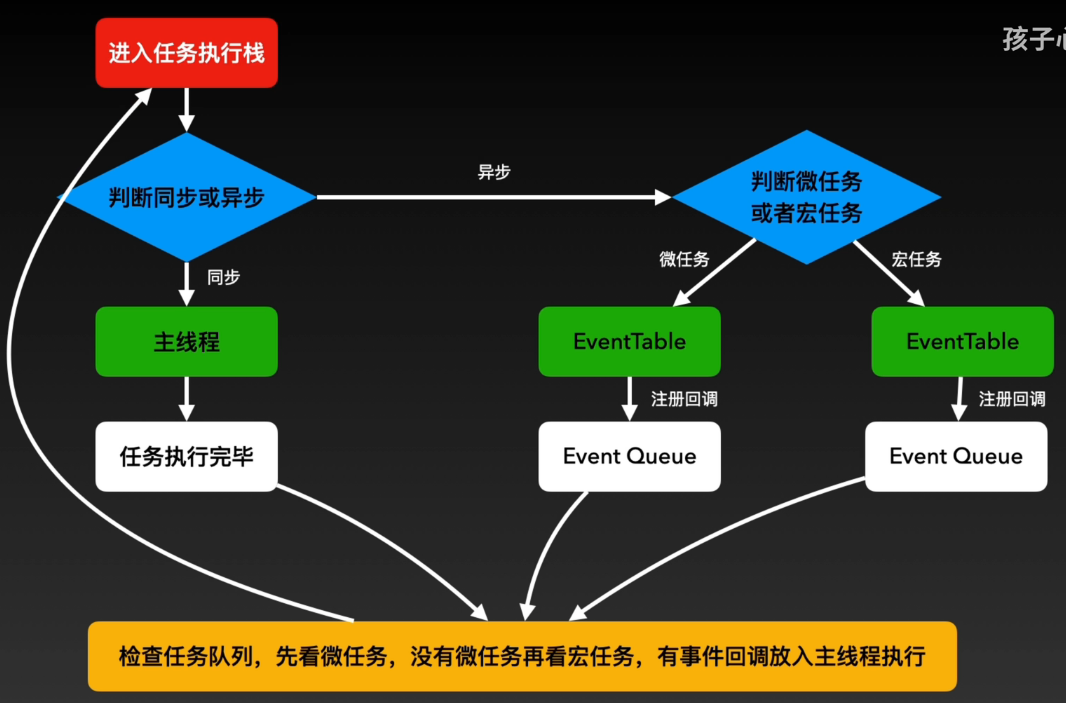 孩子心
进入任务执行栈
异步
判断同步或异步
判断微任务
或者宏任务
同步
微任务
宏任务
主线程
EventTable
EventTable
注册回调
注册回调
任务执行完毕
Event Queue
Event Queue
检查任务队列，先看微任务，没有微任务再看宏任务，有事件回调放入主线程执行